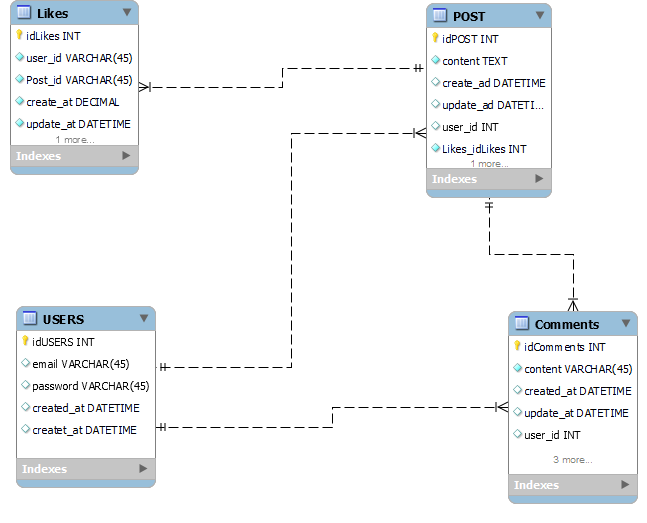 Likes
idLikes INT
user_id VARCHAR(45)
Post_id VARCHAR(45)
create_at DECIMAL
update_at DATETIME
1 more...
Indexes
POST
idPOST INT
content TEXT
create_ad DATETIME
update_ad DATETI...
user_id INT
Likes_idLikes INT
1 more...
Indexes
USERS
idUSERS INT
email VARCHAR(45)
password VARCHAR(45)
created_at DATETIME
createt_at DATETIME
Indexes
Comments
idComments INT
content VARCHAR(45)
created_at DATETIME
update_at DATETIME
user_id INT
3 more...
Indexes